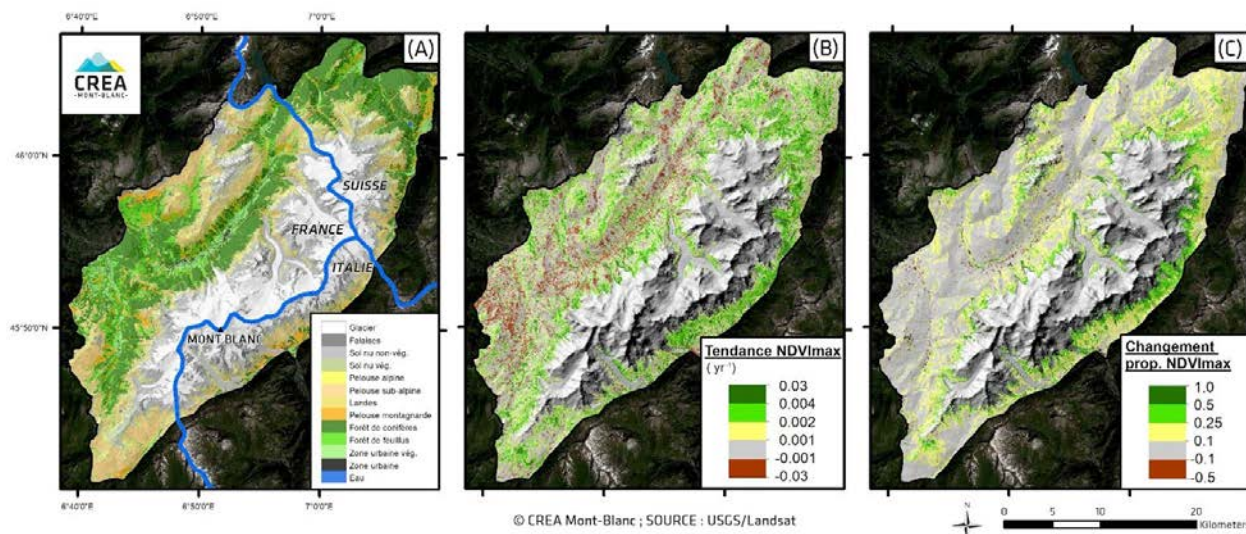 6°40'0"E
6°50'0"E
7°0'0"E
CREA
-MONT-BLANC-
(A)
46°0'0"N
SUISSE
FRANCE
ITALIE
45°50'0"N
MONT BLANC
Glacier
Falaises
Sol nu non-vég.
Sol nu vég.
Pelouse alpine
Pelouse sub-alpine
Landes
Pelouse montagnarde
Forêt de conifères
Forêt de feuillus
Zone urbaine vég.
Zone urbaine
Eau
6°40'0"E
6°50'0"E
7°0'0"E
(B)
Tendance NDVImax
( yr⁻¹)
0.03
0.004
0.002
0.001
-0.001
-0.03
(C)
Changement
prop. NDVImax
1.0
0.5
0.25
0.1
-0.1
-0.5
© CREA Mont-Blanc ; SOURCE : USGS/Landsat
N
0 5 10 20
Kilometer